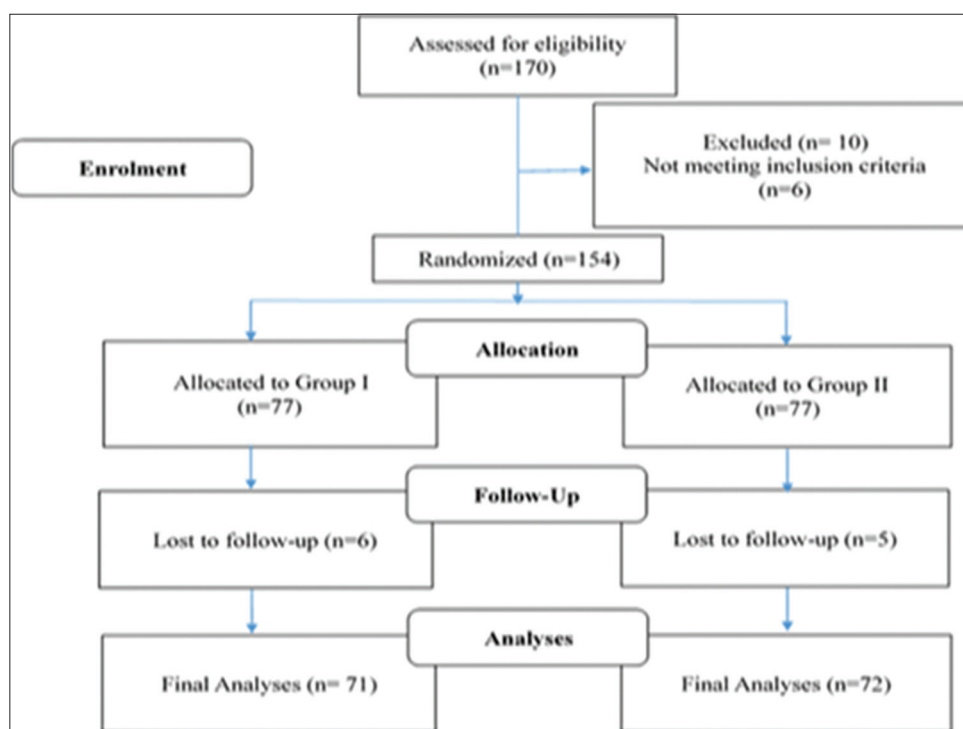 Assessed for eligibility
(n=170)
Excluded (n= 10)
Not meeting inclusion criteria
(n=6)
Enrolment
Randomized (n=154)
Allocation
Allocated to Group I
(n=77)
Allocated to Group II
(n=77)
Follow-Up
Lost to follow-up (n=6)
Lost to follow-up (n=5)
Analyses
Final Analyses (n= 71)
Final Analyses (n=72)